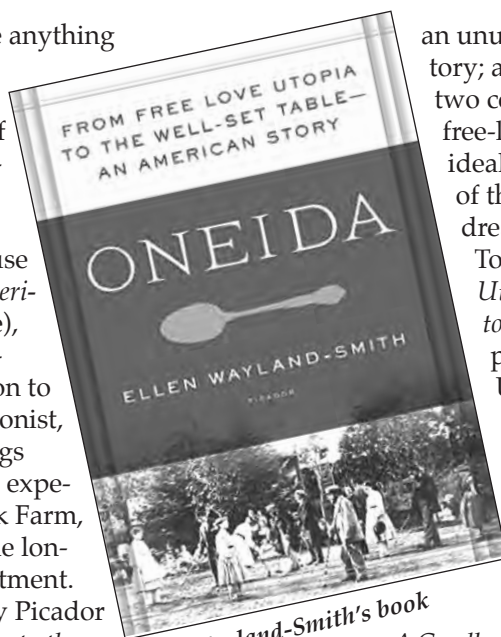 e anything
f
-
use
eri-
e),
-
on to
onist,
gs
expe-
k Farm,
e lon-
tment.
y Picador
FROM FREE LOVE UTOPIA
TO THE WELL-SET TABLE—
AN AMERICAN STORY
ONEIDA
ELLEN WAYLAND-SMITH
PICADOR
land-Smith's book
an unu
tory; a
two co
free-l
ideal
of th
dre
To
U
to
p